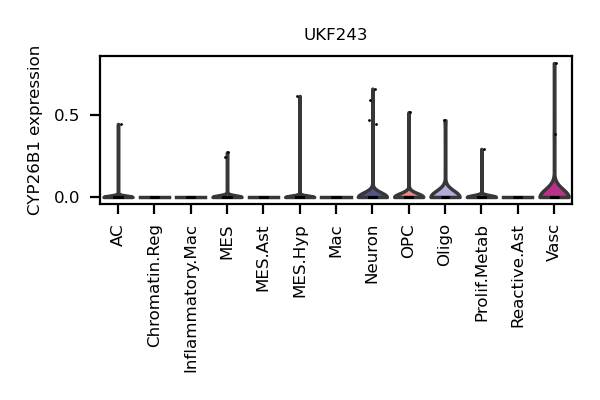 UKF243
CYP26B1 expression
0.5
0.0
AC
Chromatin.Reg
Inflammatory.Mac
MES
MES.Ast
MES.Hyp
Mac
Neuron
OPC
Oligo
Prolif.Metab
Reactive.Ast
Vasc